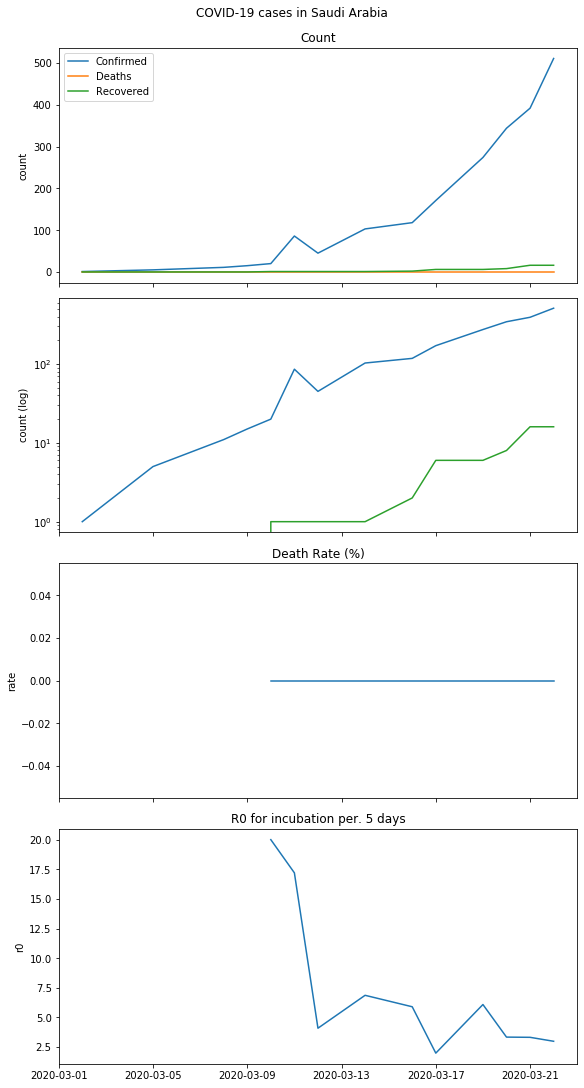 COVID-19 cases in Saudi Arabia
Count
500
400
300
200
100
0
count
Confirmed
Deaths
Recovered
10²
10¹
10⁰
count (log)
Death Rate (%)
0.04
0.02
0.00
−0.02
−0.04
rate
R0 for incubation per. 5 days
20.0
17.5
15.0
12.5
10.0
7.5
5.0
2.5
r0
2020-03-01 2020-03-05 2020-03-09 2020-03-13 2020-03-17 2020-03-21